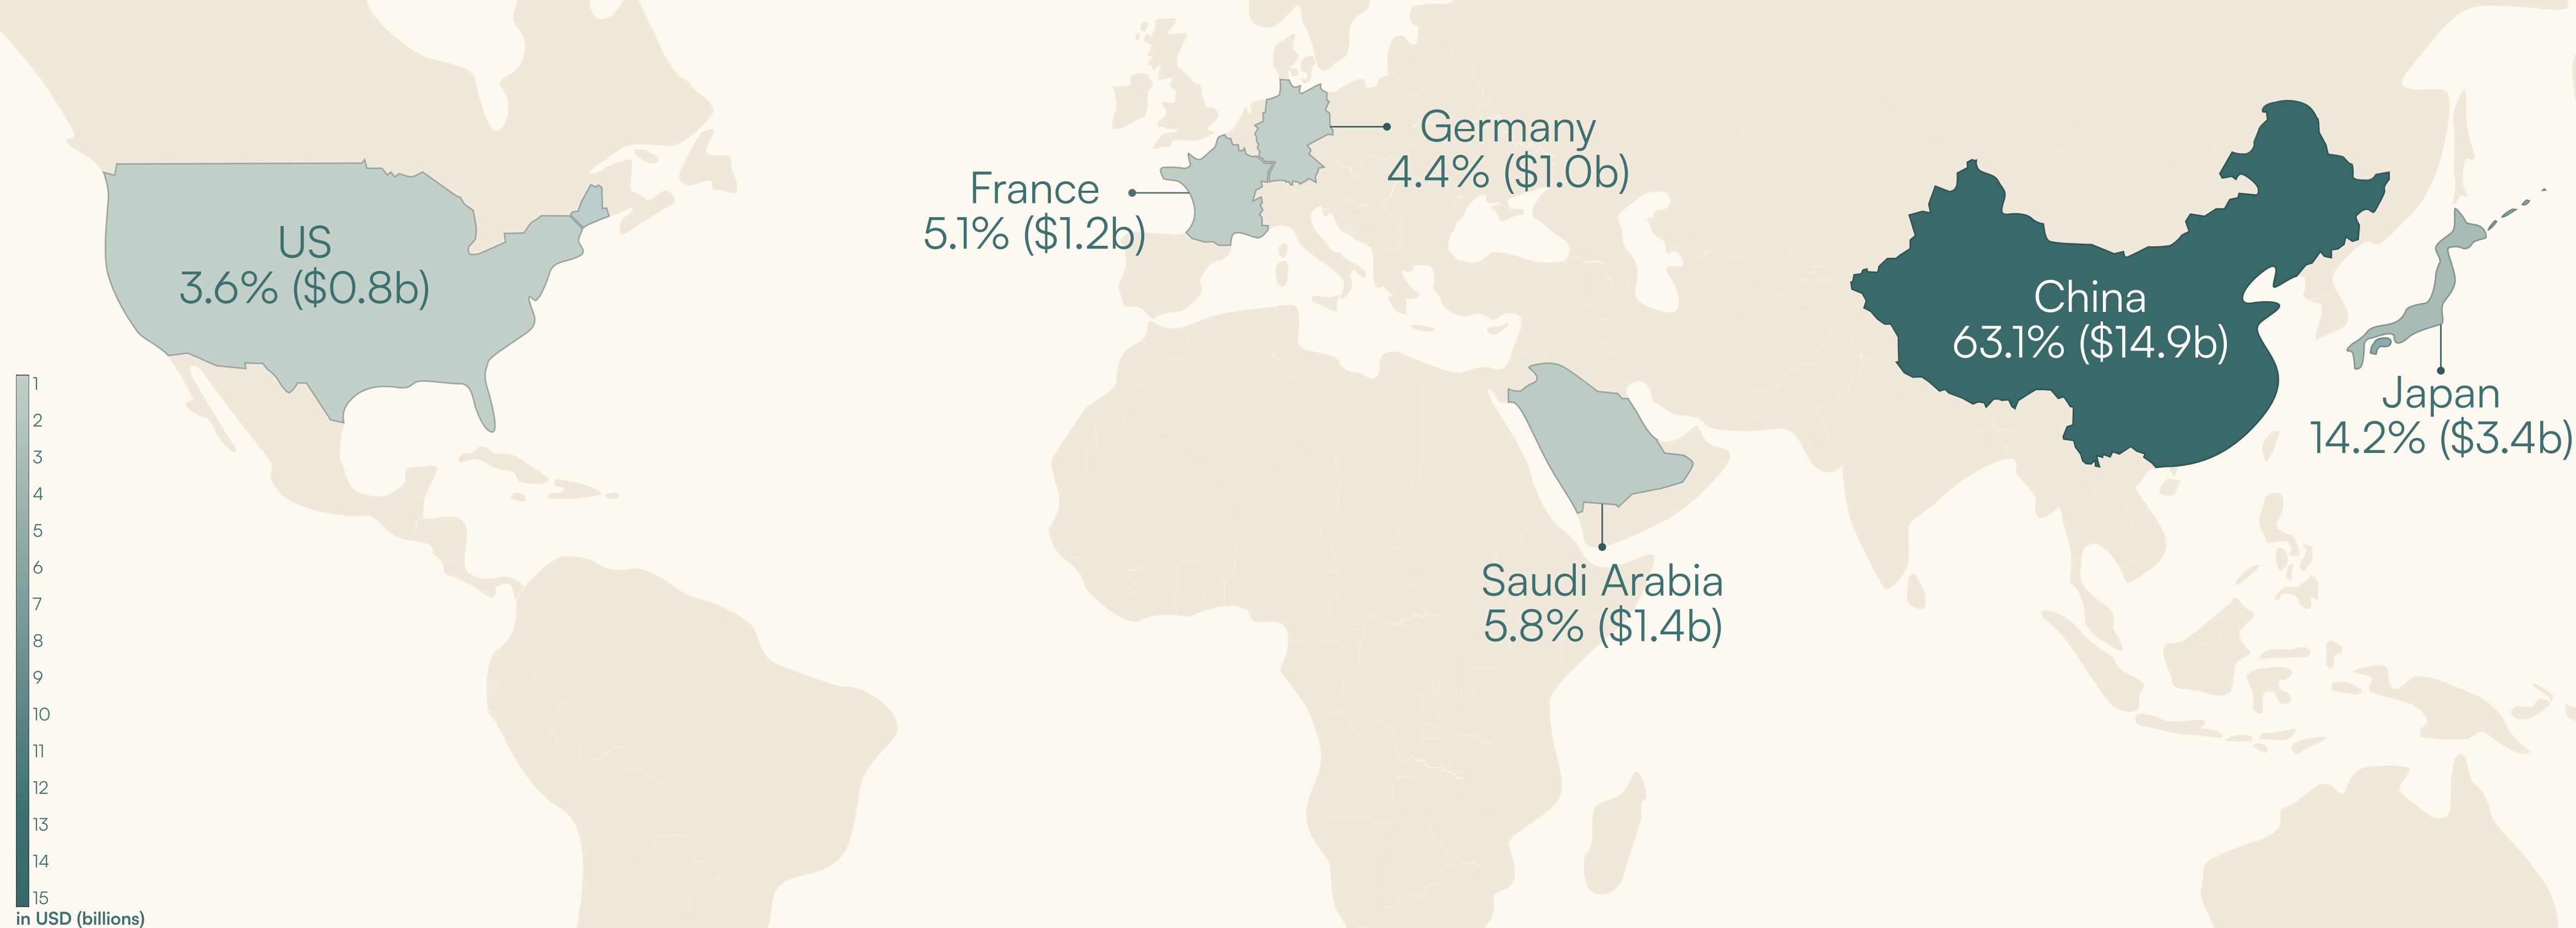 Germany
4.4% ($1.0b)
France
5.1% ($1.2b)
US
3.6% ($0.8b)
China
63.1% ($14.9b)
Japan
14.2% ($3.4b)
Saudi Arabia
5.8% ($1.4b)
1
2
3
4
5
6
7
8
9
10
11
12
13
14
15
in USD (billions)